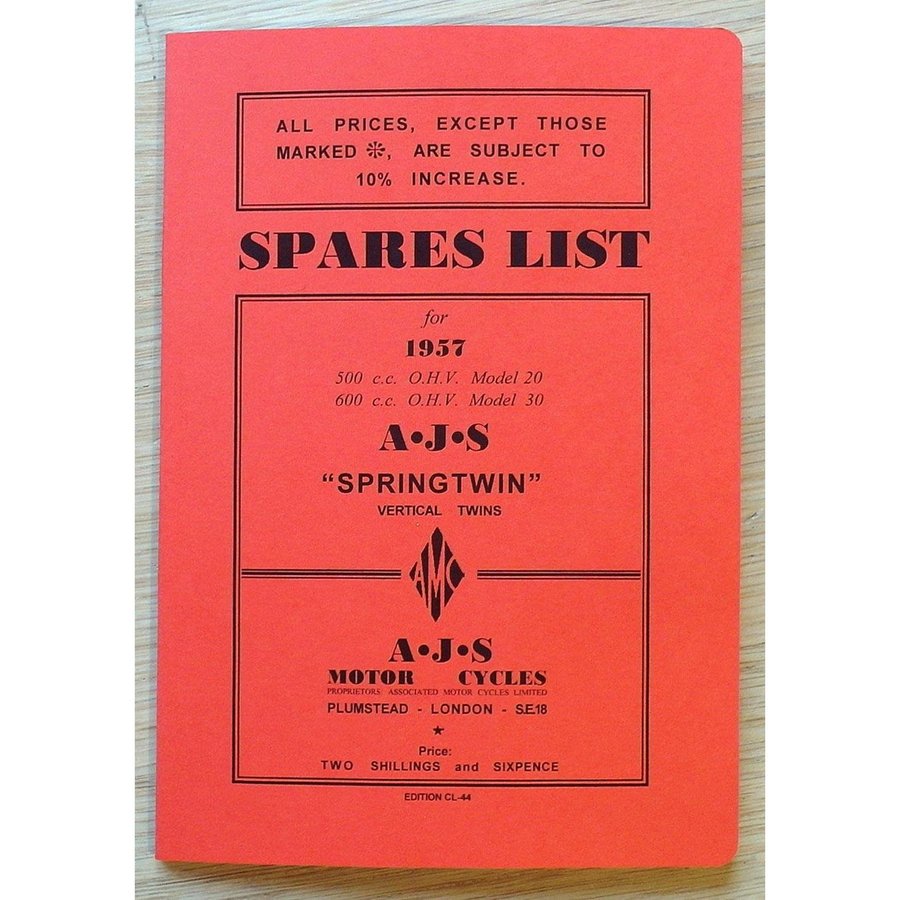 ALL PRICES, EXCEPT THOSE
MARKED ❊, ARE SUBJECT TO
10% INCREASE.
SPARES LIST
for
1957
500 c.c. O.H.V. Model 20
600 c.c. O.H.V. Model 30
A•J•S
“SPRINGTWIN”
VERTICAL TWINS
AMC
A•J•S
MOTOR CYCLES
PROPRIETORS: ASSOCIATED MOTOR CYCLES LIMITED
PLUMSTEAD - LONDON - S.E.18
★
Price:
TWO SHILLINGS and SIXPENCE
EDITION CL-44